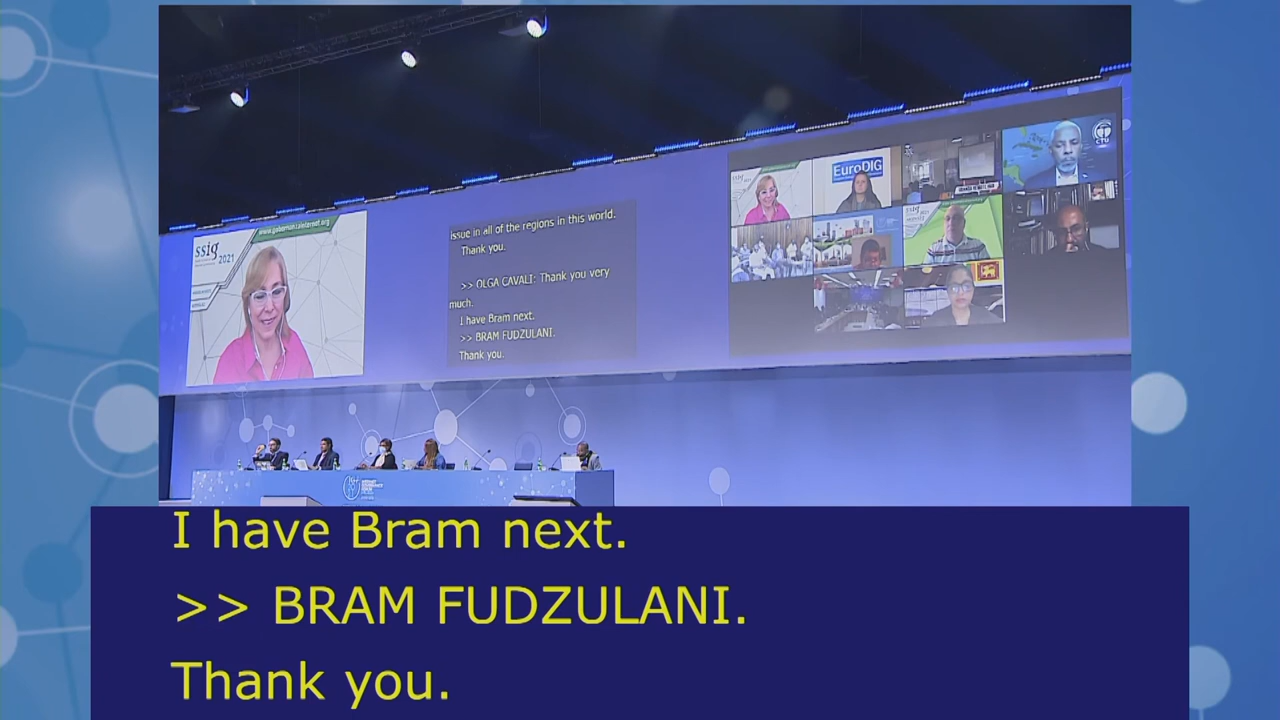 www.gobernanzainternet.org
ssig
2021
issue in all of the regions in this world.
Thank you.
>> OLGA CAVALI: Thank you very
much.
I have Bram next.
>> BRAM FUDZULANI.
Thank you.
EuroDIG
CTU
I have Bram next.
>> BRAM FUDZULANI.
Thank you.